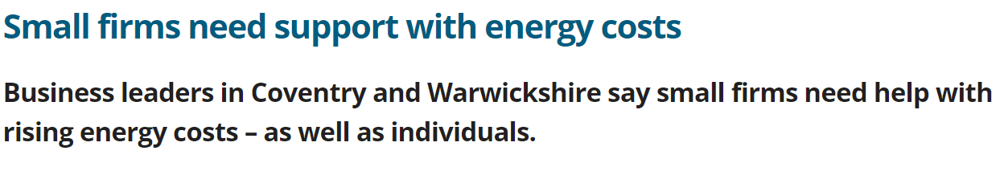 Small firms need support with energy costs
Business leaders in Coventry and Warwickshire say small firms need help with
rising energy costs – as well as individuals.